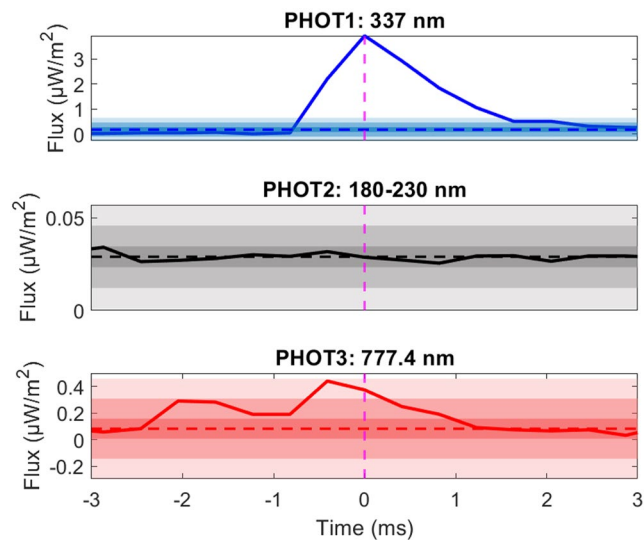 PHOT1: 337 nm
Flux (µW/m²)
3
2
1
0
PHOT2: 180-230 nm
Flux (µW/m²)
0.05
0
PHOT3: 777.4 nm
Flux (µW/m²)
0.4
0.2
0
-0.2
-3 -2 -1 0 1 2 3
Time (ms)